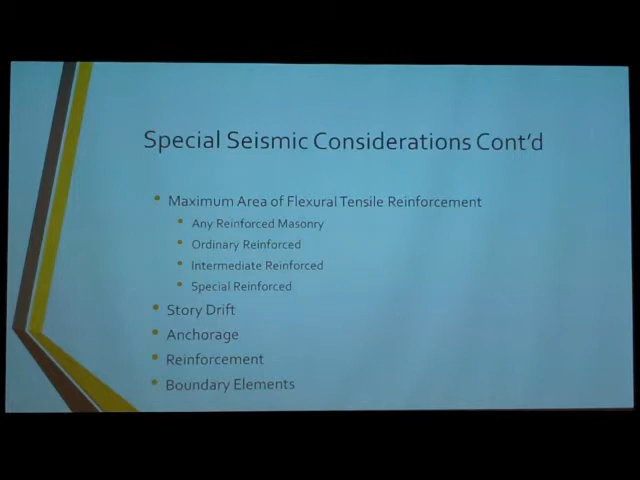 Special Seismic Considerations Cont'd
• Maximum Area of Flexural Tensile Reinforcement
• Any Reinforced Masonry
• Ordinary Reinforced
• Intermediate Reinforced
• Special Reinforced
• Story Drift
• Anchorage
• Reinforcement
• Boundary Elements